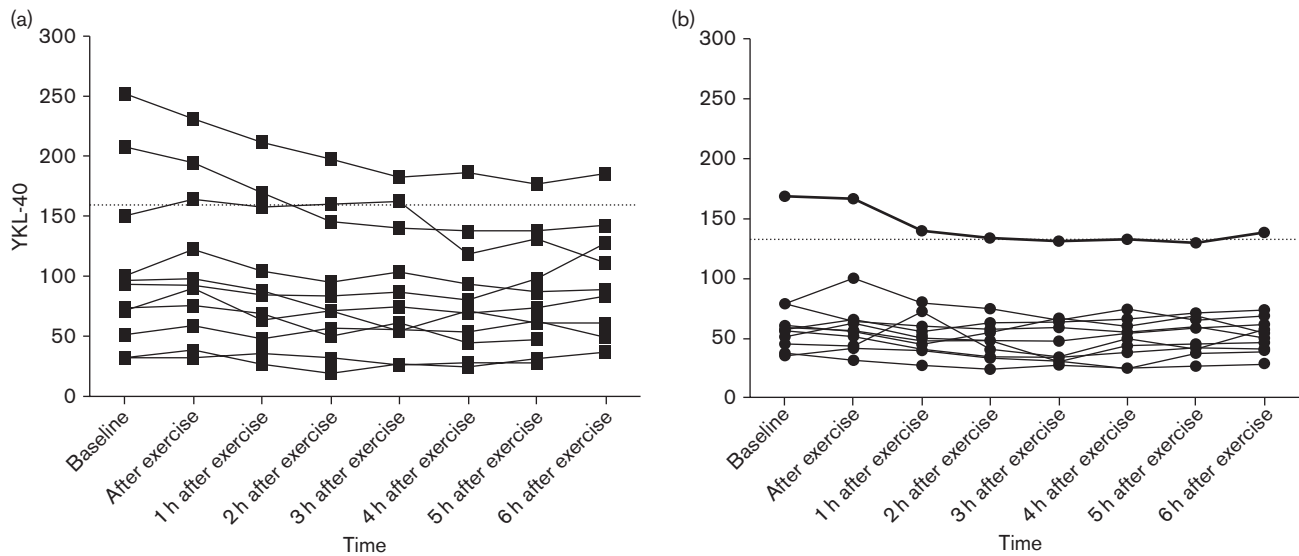 (a)
300
250
200
150
100
50
0
YKL-40
Baseline
After exercise
1 h after exercise
2 h after exercise
3 h after exercise
4 h after exercise
5 h after exercise
6 h after exercise
Time
(b)
300
250
200
150
100
50
0
Baseline
After exercise
1 h after exercise
2 h after exercise
3 h after exercise
4 h after exercise
5 h after exercise
6 h after exercise
Time